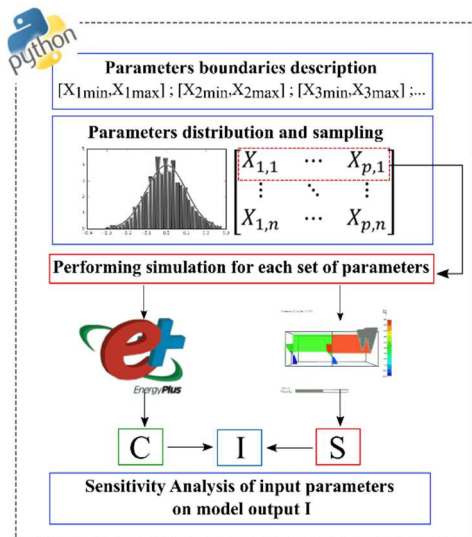 python
Parameters boundaries description
[X1min,X1max] ; [X2min,X2max] ; [X3min,X3max] ;...
Parameters distribution and sampling
X1,1 ... Xp,1
X1,n ... Xp,n
Performing simulation for each set of parameters
e+
EnergyPlus
C I S
Sensitivity Analysis of input parameters
on model output I